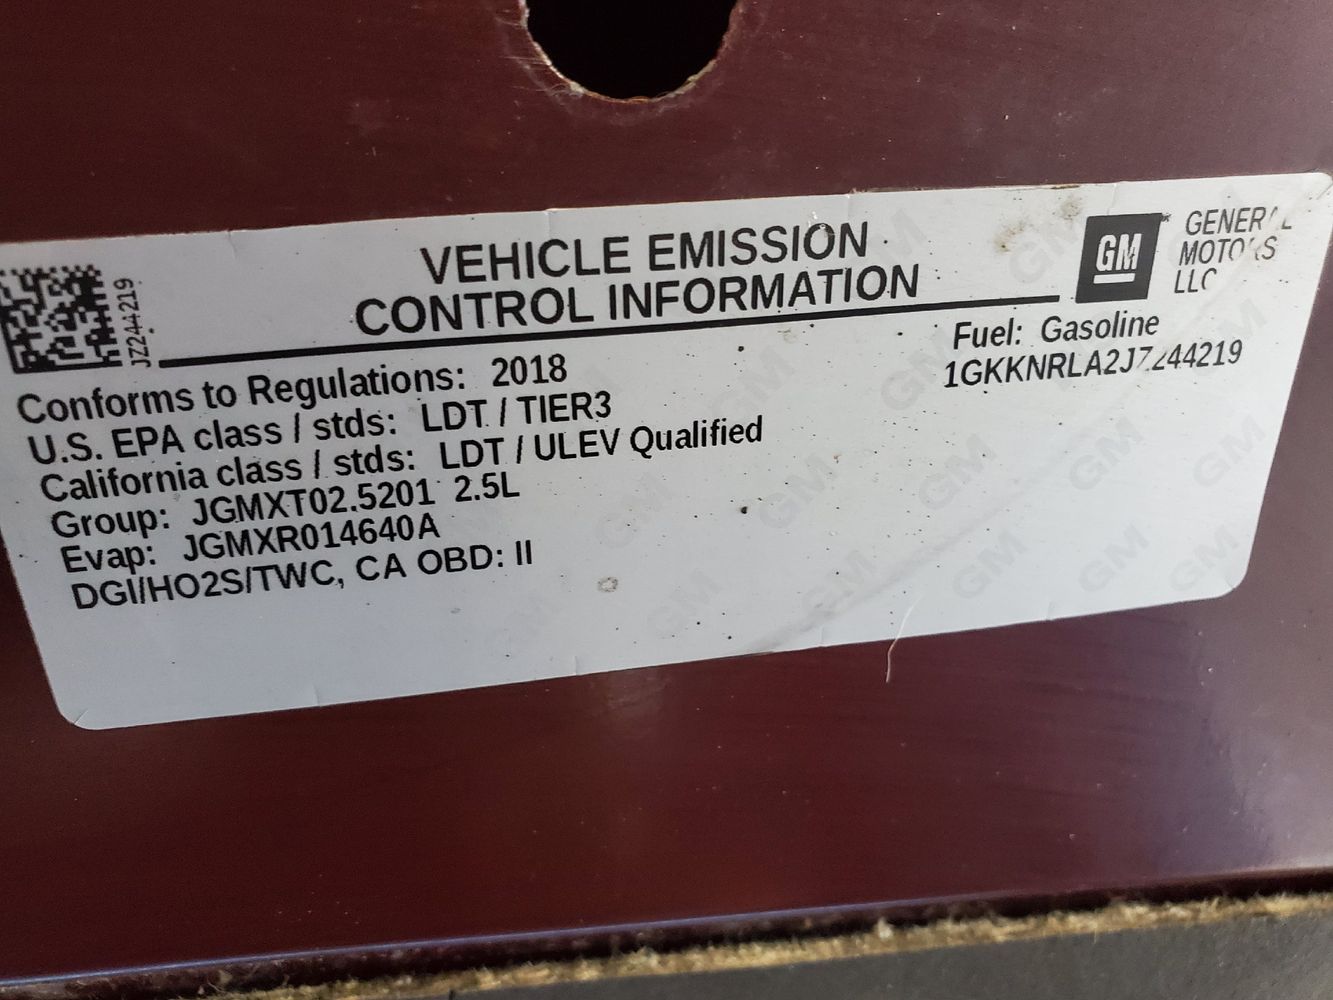 VEHICLE EMISSION
CONTROL INFORMATION
GM
GENERAL
MOTORS
LLC
JZ244219
Fuel: Gasoline
1GKKNRLA2JZ244219
Conforms to Regulations: 2018
U.S. EPA class / stds: LDT / TIER3
California class / stds: LDT / ULEV Qualified
Group: JGMXT02.5201 2.5L
Evap: JGMXR014640A
DGI/HO2S/TWC, CA OBD: II